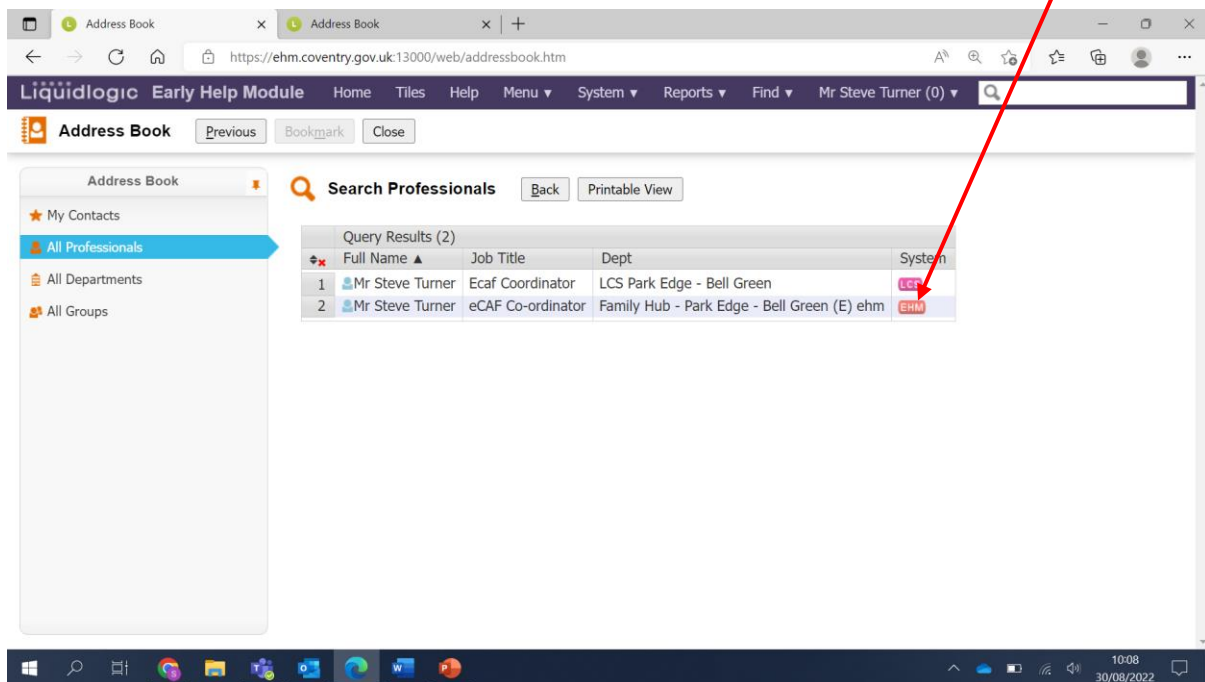 Address Book
Address Book
https://ehm.coventry.gov.uk:13000/web/addressbook.htm
Liquidlogic Early Help Module Home Tiles Help Menu ▾ System ▾ Reports ▾ Find ▾ Mr Steve Turner (0) ▾
Address Book Previous Bookmark Close
Address Book
My Contacts
All Professionals
All Departments
All Groups
Search Professionals Back Printable View
Query Results (2)
Full Name ▲ Job Title Dept System
1 Mr Steve Turner Ecaf Coordinator LCS Park Edge - Bell Green LCS
2 Mr Steve Turner eCAF Co-ordinator Family Hub - Park Edge - Bell Green (E) ehm EHM
10:08
30/08/2022